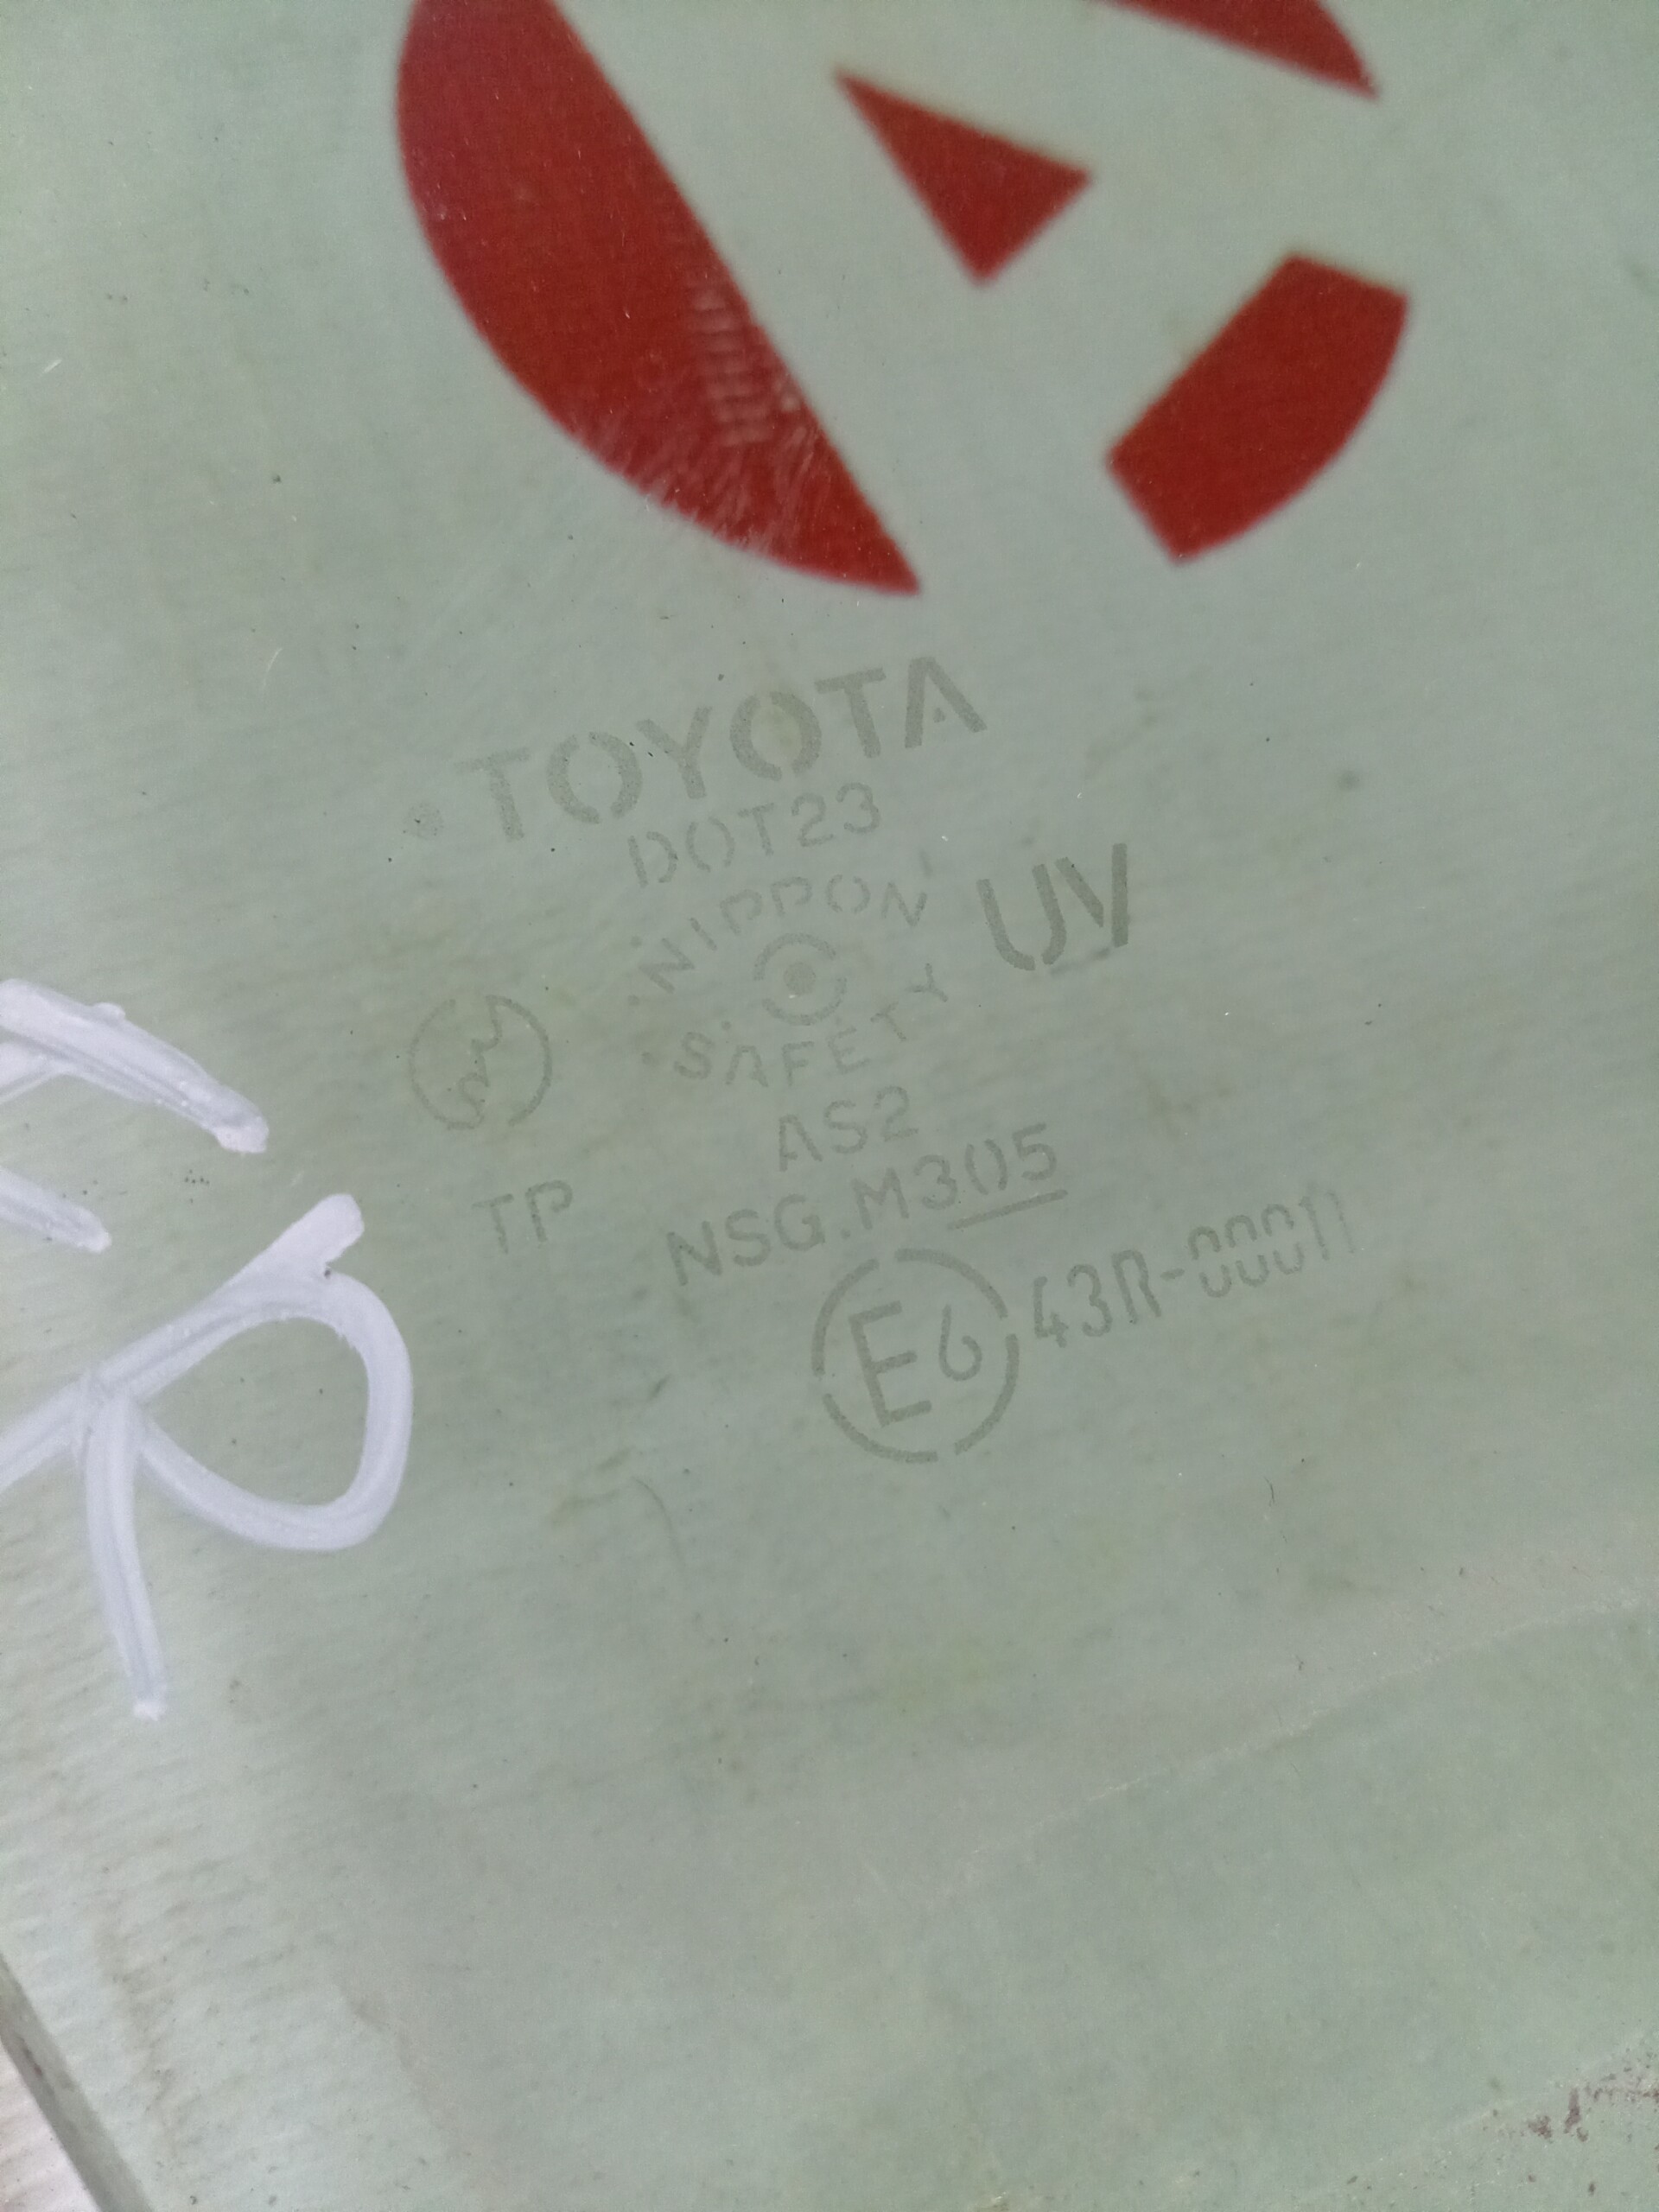 TOYOTA
DOT23
NIPPON
SAFETY
UV
AS2
TP
NSG.M305
E6 43R-00011
R